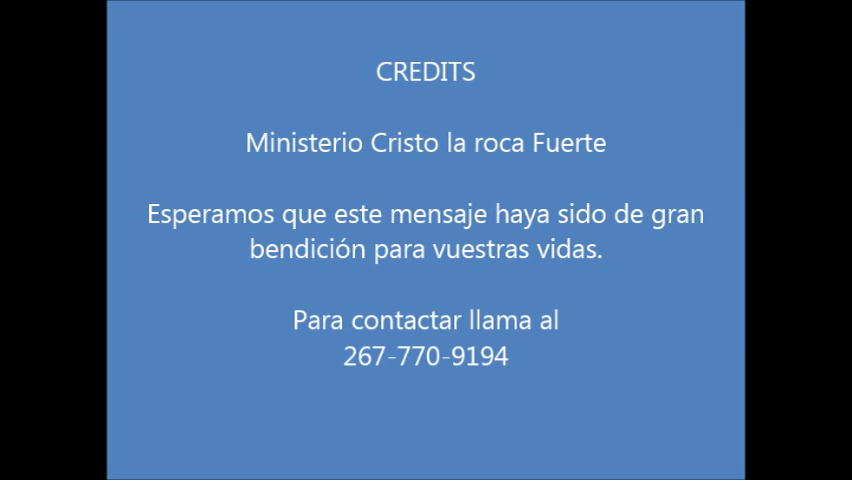 CREDITS
Ministerio Cristo la roca Fuerte
Esperamos que este mensaje haya sido de gran
bendición para vuestras vidas.
Para contactar llama al
267-770-9194